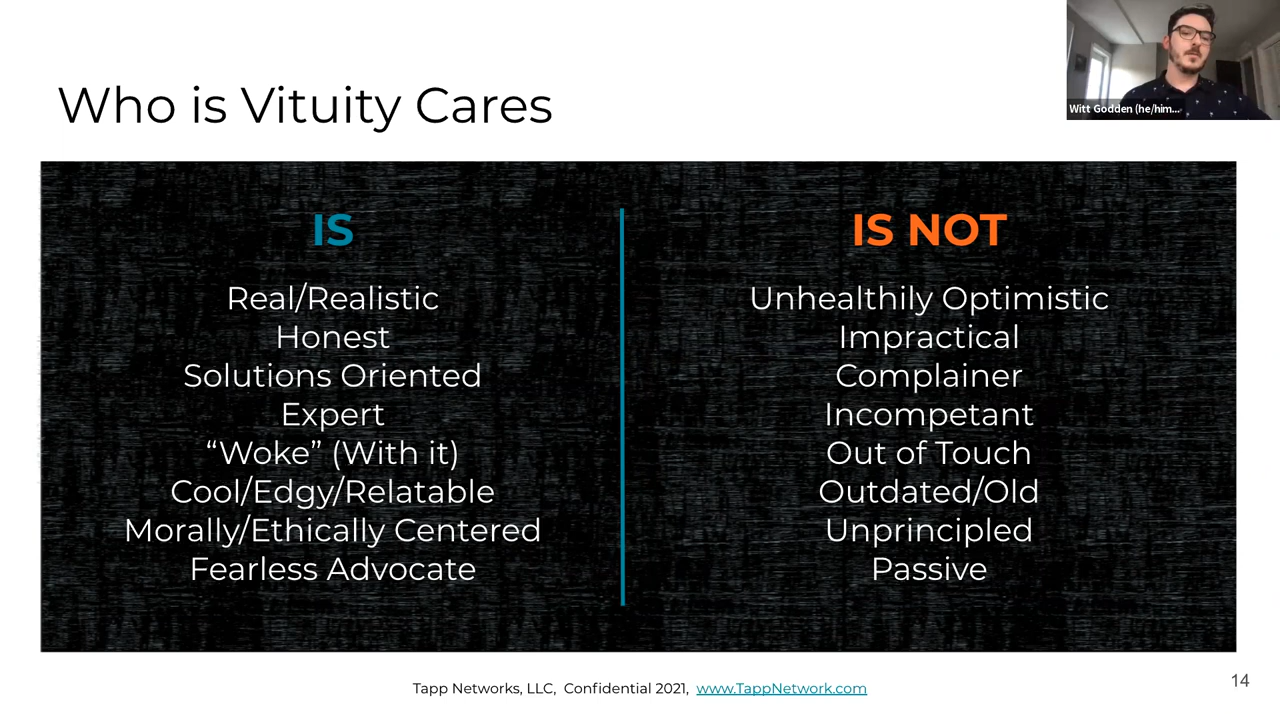 Witt Godden (he/him...
Who is Vituity Cares
IS
Real/Realistic
Honest
Solutions Oriented
Expert
“Woke” (With it)
Cool/Edgy/Relatable
Morally/Ethically Centered
Fearless Advocate
IS NOT
Unhealthily Optimistic
Impractical
Complainer
Incompetant
Out of Touch
Outdated/Old
Unprincipled
Passive
Tapp Networks, LLC, Confidential 2021, www.TappNetwork.com
14